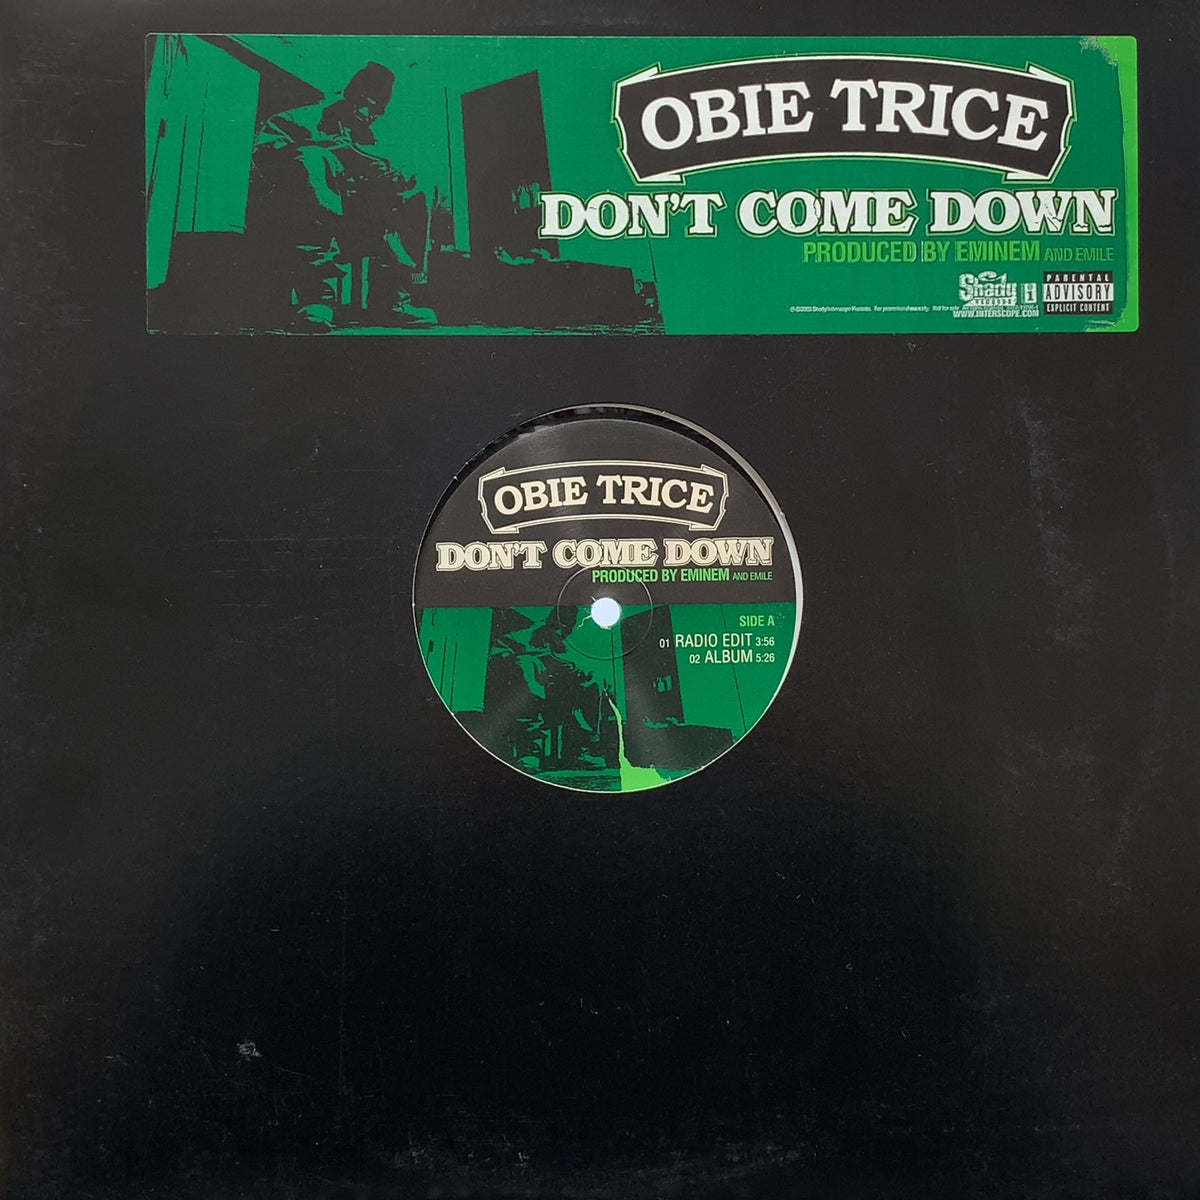 OBIE TRICE
DON'T COME DOWN
PRODUCED BY EMINEM AND EMILE
Shady
RECORDS
PARENTAL
ADVISORY
EXPLICIT CONTENT
WWW.INTERSCOPE.COM
OBIE TRICE
DON'T COME DOWN
PRODUCED BY EMINEM AND EMILE
SIDE A
01 RADIO EDIT 3:56
02 ALBUM 5:26